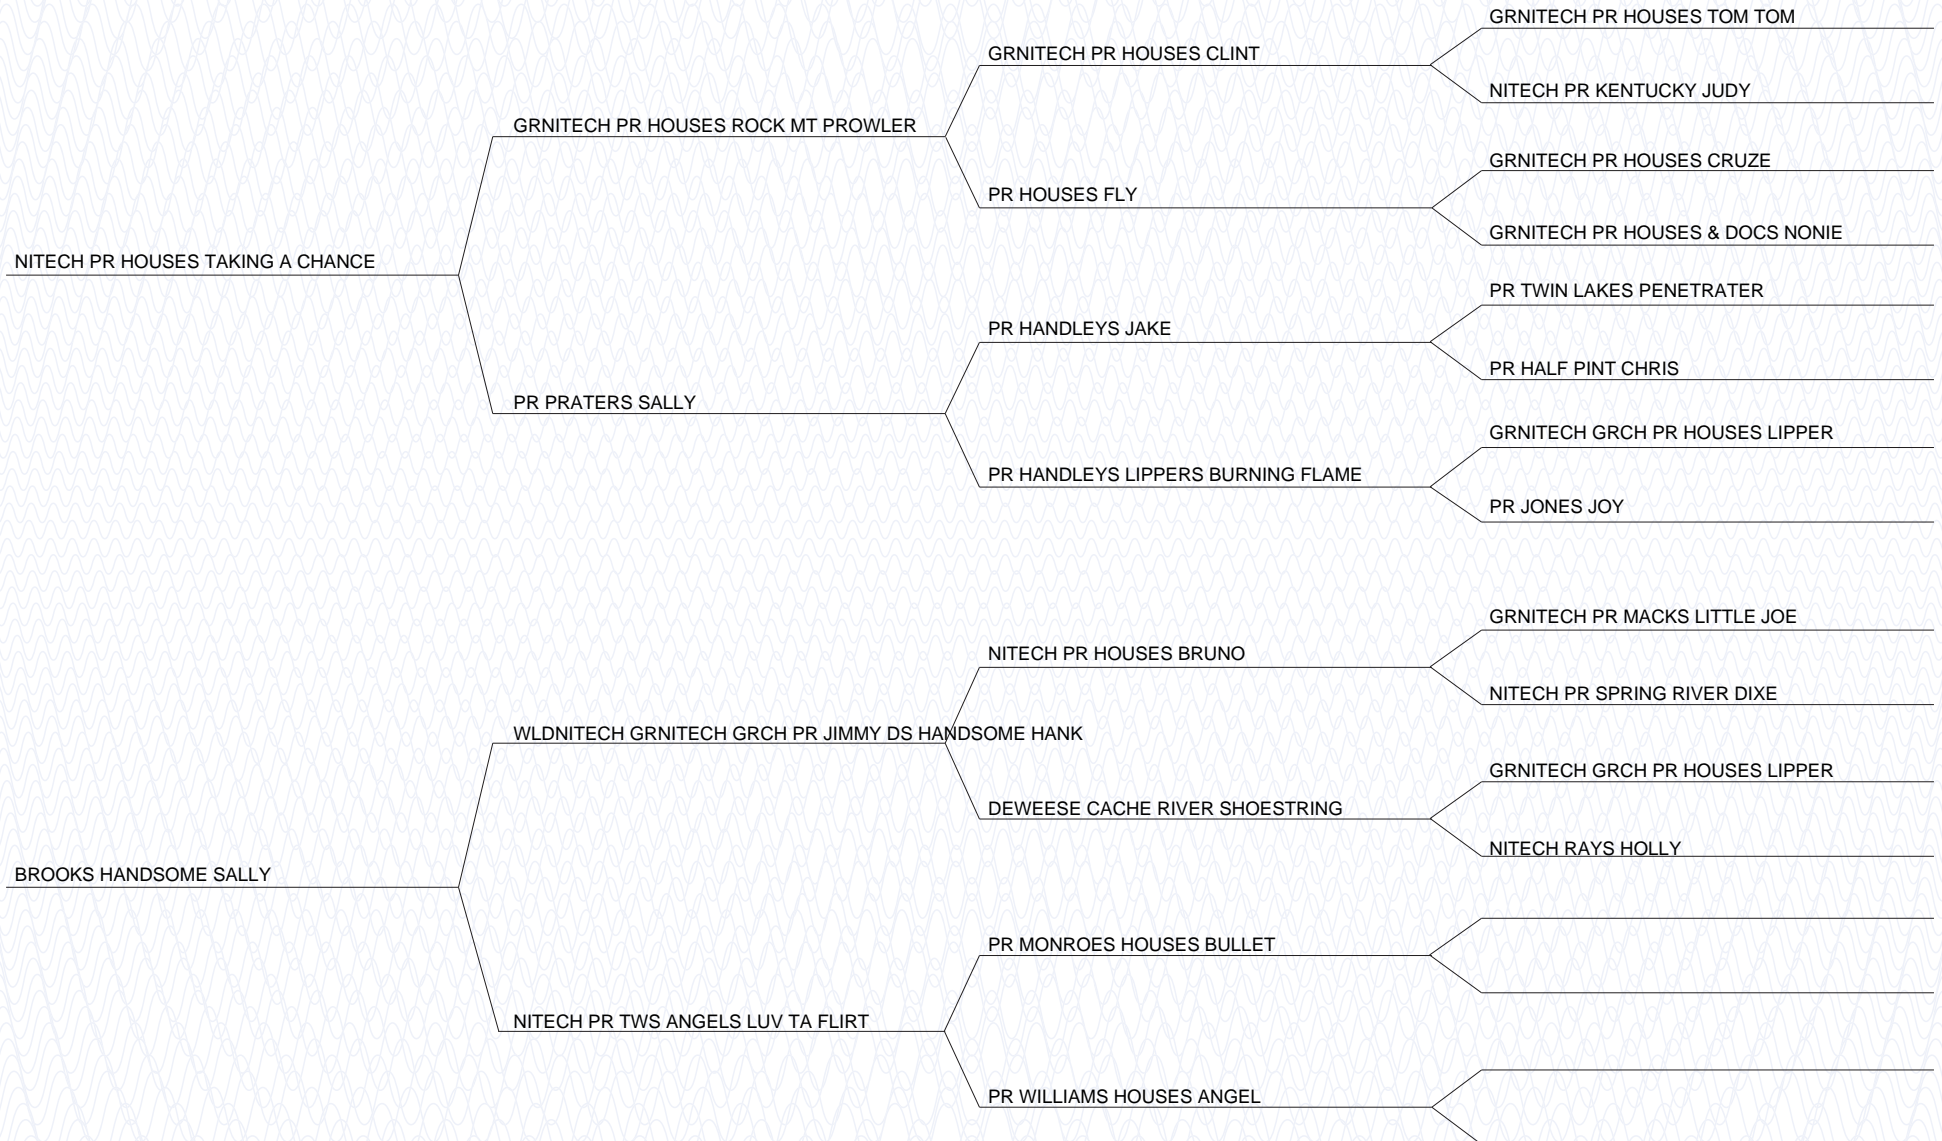 GRNITECH PR HOUSES TOM TOM
GRNITECH PR HOUSES CLINT
NITECH PR KENTUCKY JUDY
GRNITECH PR HOUSES ROCK MT PROWLER
GRNITECH PR HOUSES CRUZE
PR HOUSES FLY
GRNITECH PR HOUSES & DOCS NONIE
NITECH PR HOUSES TAKING A CHANCE
PR TWIN LAKES PENETRATER
PR HANDLEYS JAKE
PR HALF PINT CHRIS
PR PRATERS SALLY
GRNITECH GRCH PR HOUSES LIPPER
PR HANDLEYS LIPPERS BURNING FLAME
PR JONES JOY
GRNITECH PR MACKS LITTLE JOE
NITECH PR HOUSES BRUNO
NITECH PR SPRING RIVER DIXE
WLDNITECH GRNITECH GRCH PR JIMMY DS HANDSOME HANK
GRNITECH GRCH PR HOUSES LIPPER
DEWEESE CACHE RIVER SHOESTRING
NITECH RAYS HOLLY
BROOKS HANDSOME SALLY
PR MONROES HOUSES BULLET
NITECH PR TWS ANGELS LUV TA FLIRT
PR WILLIAMS HOUSES ANGEL